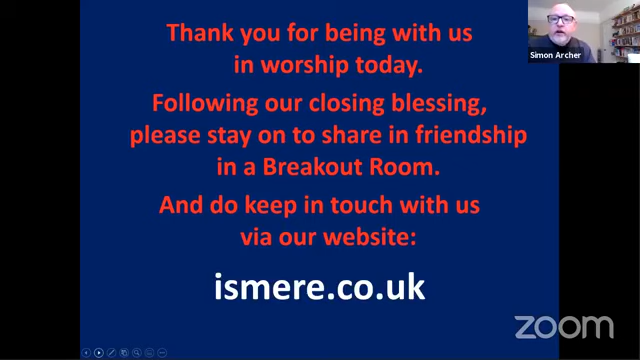 Thank you for being with us
in worship today.
Following our closing blessing,
please stay on to share in friendship
in a Breakout Room.
And do keep in touch with us
via our website:
ismere.co.uk
Simon Archer
zoom